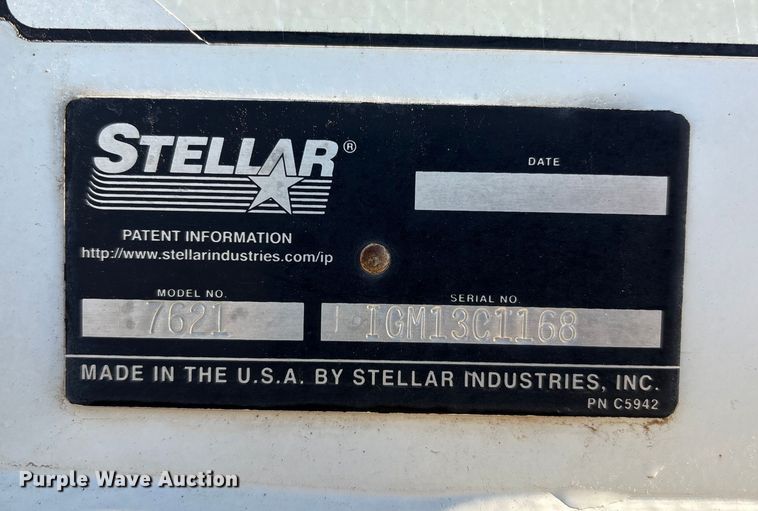 STELLAR®
DATE
PATENT INFORMATION
http://www.stellarindustries.com/ip
MODEL NO.
7621
SERIAL NO.
IGM13C1168
MADE IN THE U.S.A. BY STELLAR INDUSTRIES, INC.
PN C5942
Purple Wave Auction